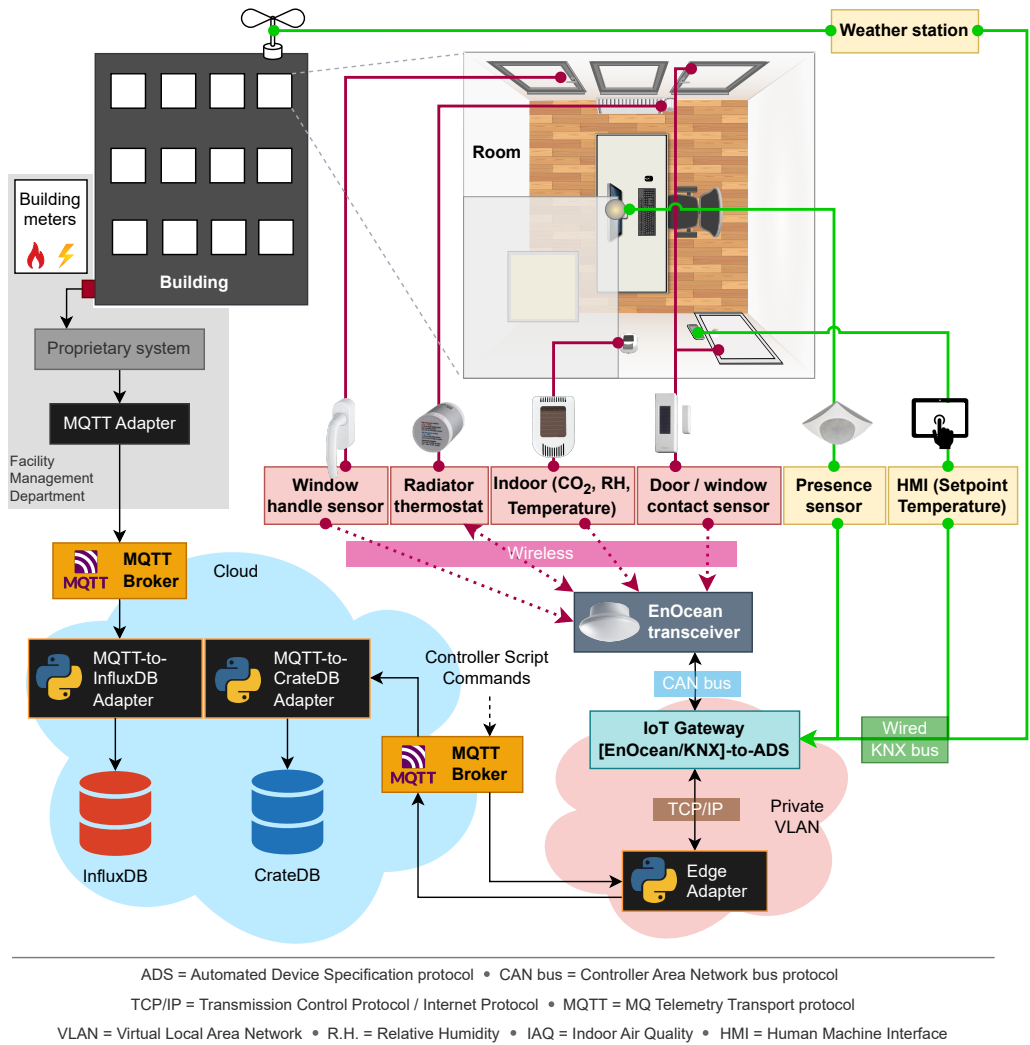 Weather station
Room
Building
meters
Building
Proprietary system
MQTT Adapter
Facility
Management
Department
Window
handle sensor
Radiator
thermostat
Indoor (CO₂, RH,
Temperature)
Door / window
contact sensor
Presence
sensor
HMI (Setpoint
Temperature)
Wireless
MQTT
MQTT
Broker
Cloud
EnOcean
transceiver
MQTT-to-
InfluxDB
Adapter
MQTT-to-
CrateDB
Adapter
Controller Script
Commands
CAN bus
IoT Gateway
[EnOcean/KNX]-to-ADS
Wired
KNX bus
MQTT
MQTT
Broker
TCP/IP
Private
VLAN
InfluxDB
CrateDB
Edge
Adapter
ADS = Automated Device Specification protocol • CAN bus = Controller Area Network bus protocol
TCP/IP = Transmission Control Protocol / Internet Protocol • MQTT = MQ Telemetry Transport protocol
VLAN = Virtual Local Area Network • R.H. = Relative Humidity • IAQ = Indoor Air Quality • HMI = Human Machine Interface